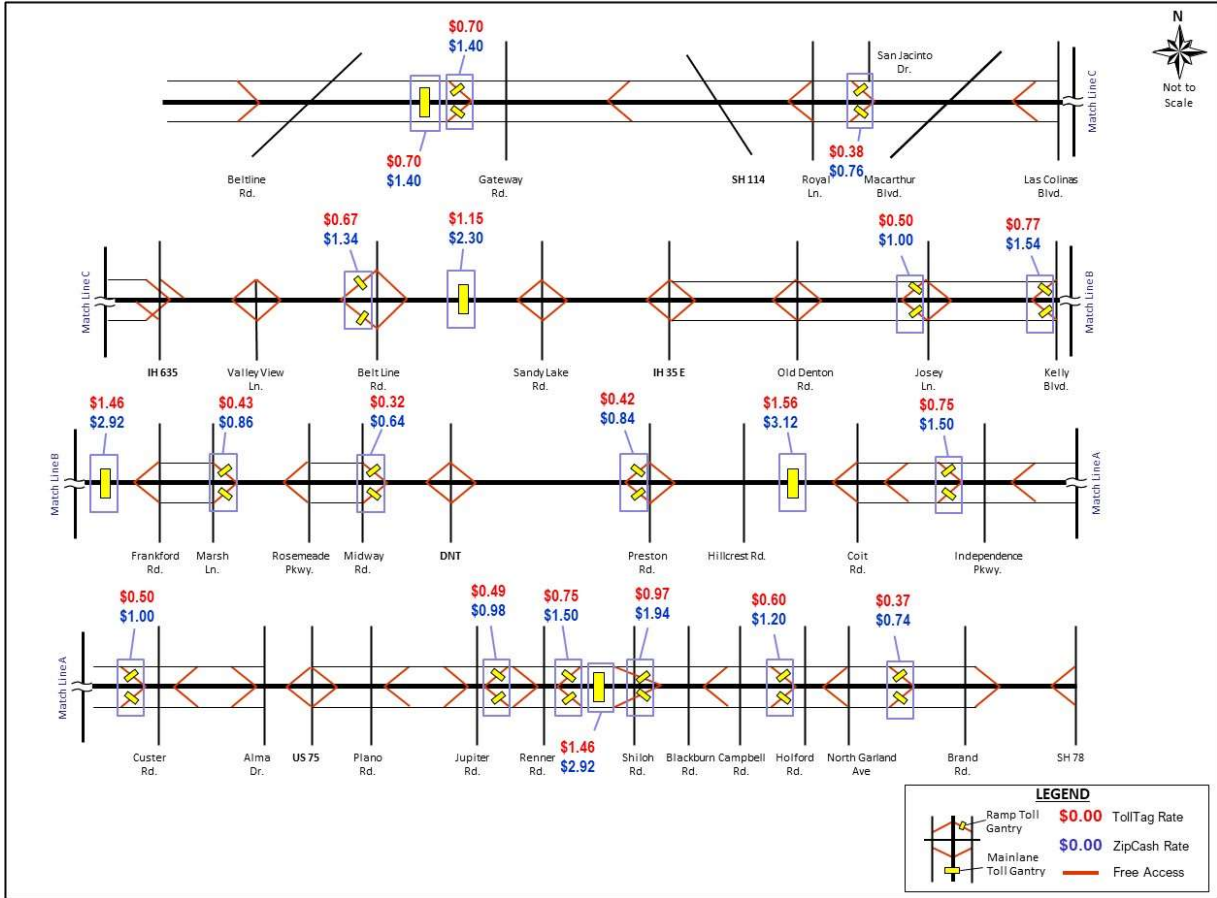 $0.70
$1.40
N
Not to
Scale
San Jacinto
Dr.
Match Line C
$0.70
$1.40
$0.38
$0.76
Beltline
Rd.
Gateway
Rd.
SH 114
Royal
Ln.
Macarthur
Blvd.
Las Colinas
Blvd.
$0.67
$1.34
$1.15
$2.30
$0.50
$1.00
$0.77
$1.54
Match Line C
Match Line B
IH 635
Valley View
Ln.
Belt Line
Rd.
Sandy Lake
Rd.
IH 35 E
Old Denton
Rd.
Josey
Ln.
Kelly
Blvd.
$1.46
$2.92
$0.43
$0.86
$0.32
$0.64
$0.42
$0.84
$1.56
$3.12
$0.75
$1.50
Match Line B
Match Line A
Frankford
Rd.
Marsh
Ln.
Rosemeade
Pkwy.
Midway
Rd.
DNT
Preston
Rd.
Hillcrest Rd.
Coit
Rd.
Independence
Pkwy.
$0.50
$1.00
$0.49
$0.98
$0.75
$1.50
$0.97
$1.94
$0.60
$1.20
$0.37
$0.74
Match Line A
Custer
Rd.
Alma
Dr.
US 75
Plano
Rd.
Jupiter
Rd.
Renner
Rd.
$1.46
$2.92
Shiloh
Rd.
Blackburn
Rd.
Campbell
Rd.
Holford
Rd.
North Garland
Ave
Brand
Rd.
SH 78
LEGEND
Ramp Toll
Gantry
$0.00 TollTag Rate
$0.00 ZipCash Rate
Mainlane
Toll Gantry
Free Access